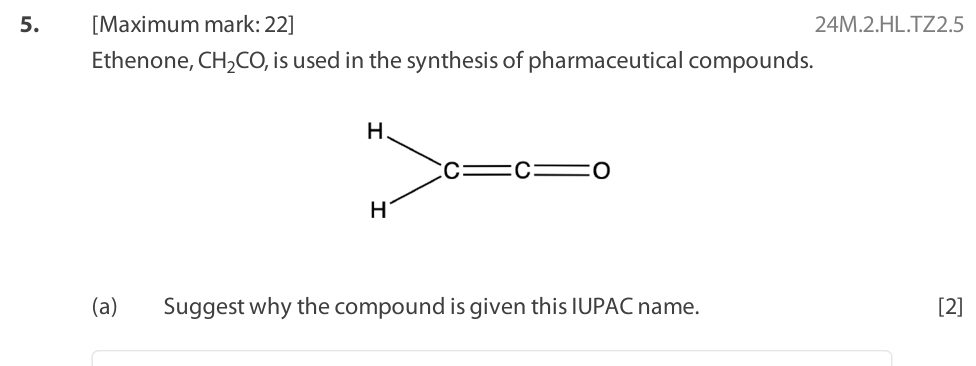 5. [Maximum mark: 22] 24M.2.HL.TZ2.5
Ethenone, CH₂CO, is used in the synthesis of pharmaceutical compounds.
H
C C O
H
(a) Suggest why the compound is given this IUPAC name. [2]